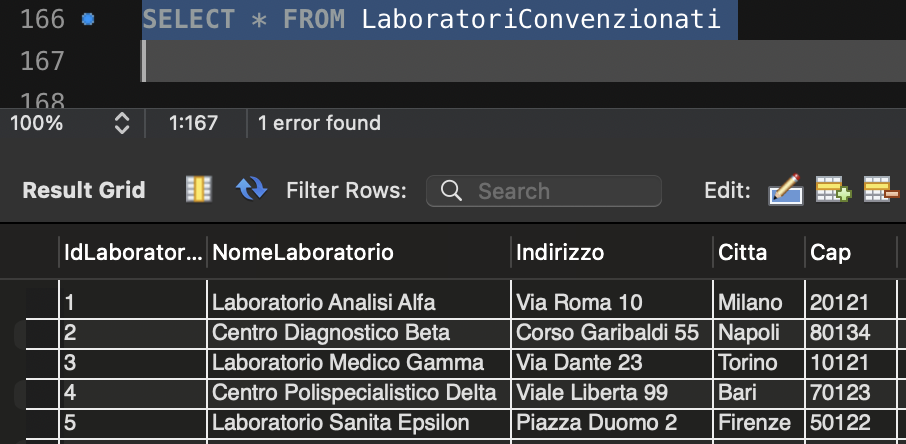 166 SELECT * FROM LaboratoriConvenzionati
167
168
100% 1:167 1 error found
Result Grid Filter Rows: Search Edit:
IdLaborator... NomeLaboratorio Indirizzo Citta Cap
1 Laboratorio Analisi Alfa Via Roma 10 Milano 20121
2 Centro Diagnostico Beta Corso Garibaldi 55 Napoli 80134
3 Laboratorio Medico Gamma Via Dante 23 Torino 10121
4 Centro Polispecialistico Delta Viale Liberta 99 Bari 70123
5 Laboratorio Sanita Epsilon Piazza Duomo 2 Firenze 50122